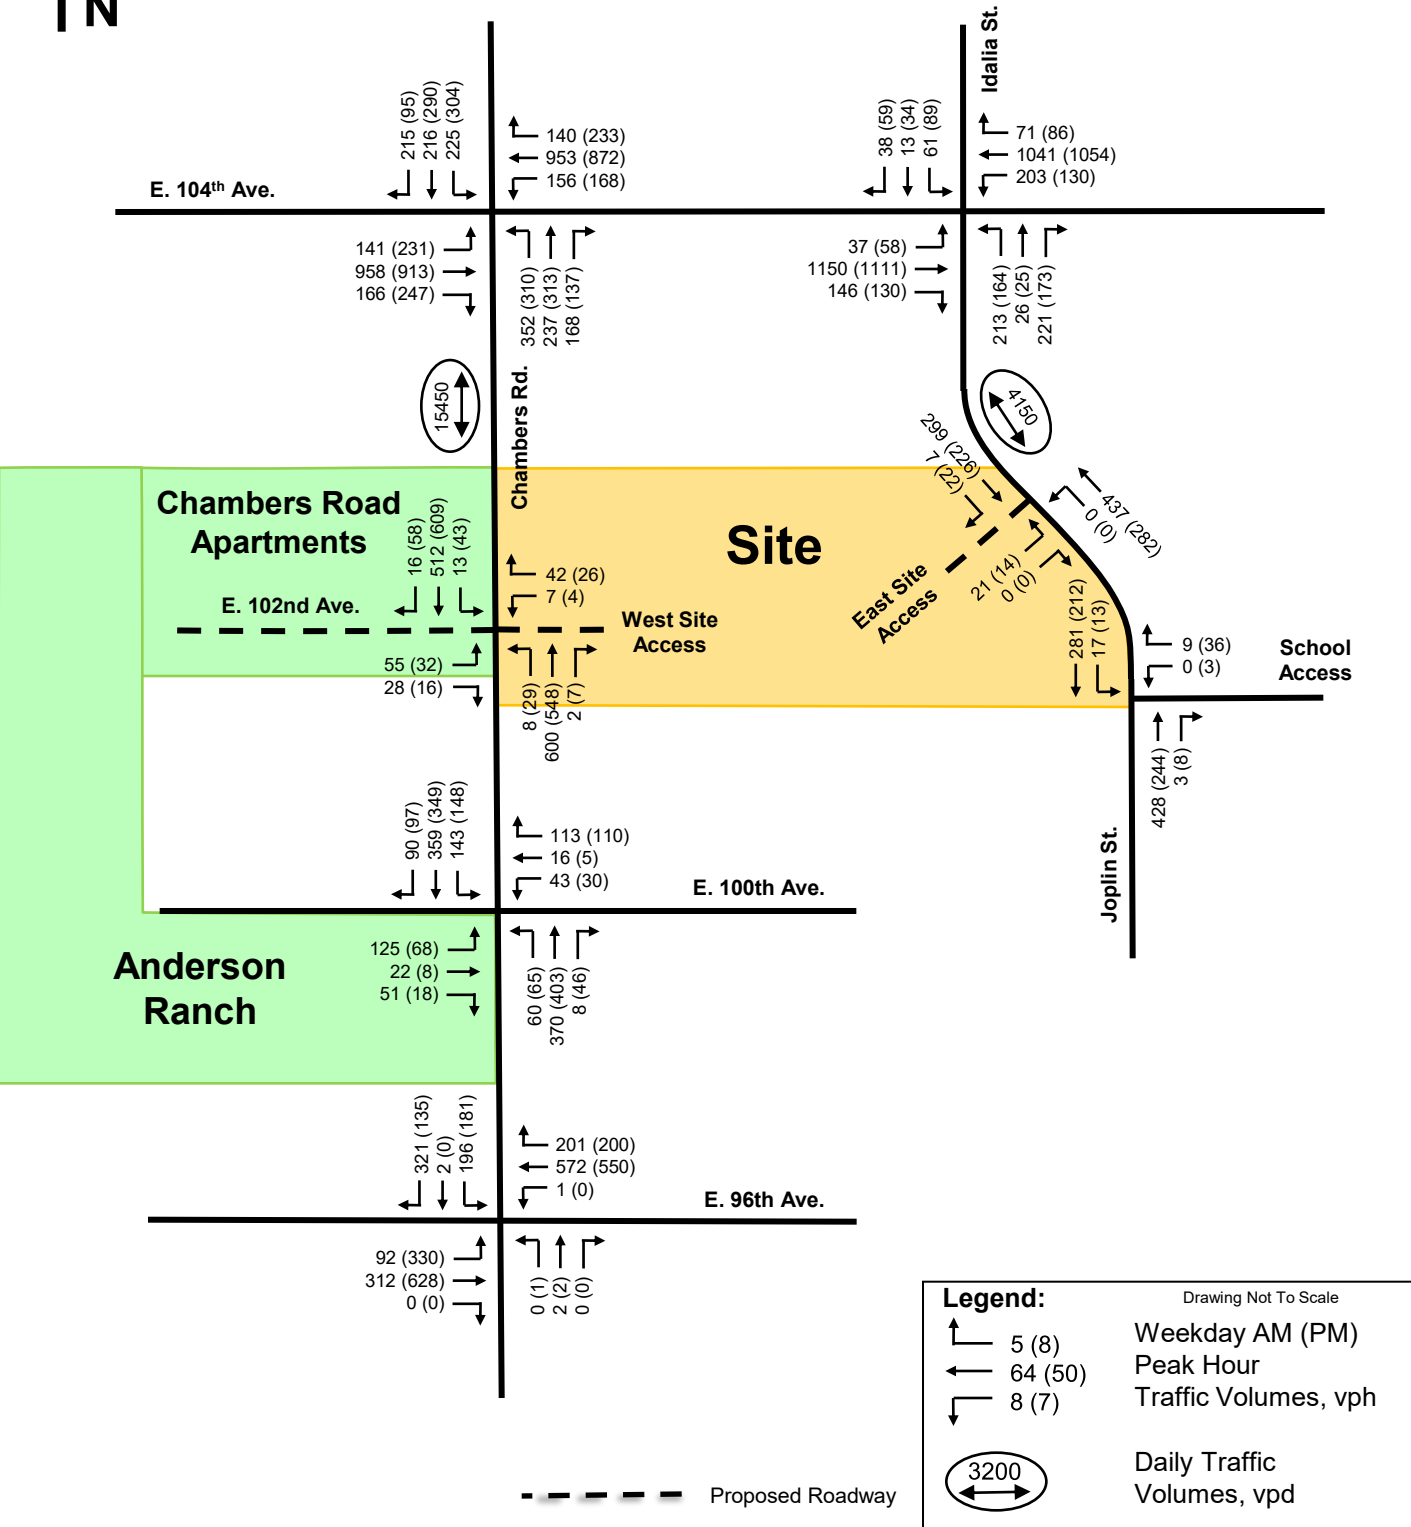 N
Idalia St.
215 (95)
216 (290)
225 (304)
140 (233)
953 (872)
156 (168)
38 (59)
13 (34)
61 (89)
71 (86)
1041 (1054)
203 (130)
E. 104th Ave.
141 (231)
958 (913)
166 (247)
352 (310)
237 (313)
168 (137)
37 (58)
1150 (1111)
146 (130)
213 (164)
26 (25)
221 (173)
15450
Chambers Rd.
4150
299 (226)
7 (22)
437 (282)
0 (0)
21 (14)
0 (0)
Chambers Road
Apartments
Site
16 (58)
512 (609)
13 (43)
42 (26)
7 (4)
E. 102nd Ave.
West Site
Access
East Site
Access
55 (32)
28 (16)
8 (29)
600 (548)
2 (7)
281 (212)
17 (13)
9 (36)
0 (3)
School
Access
428 (244)
3 (8)
Joplin St.
90 (97)
359 (349)
143 (148)
113 (110)
16 (5)
43 (30)
E. 100th Ave.
Anderson
Ranch
125 (68)
22 (8)
51 (18)
60 (65)
370 (403)
8 (46)
321 (135)
2 (0)
196 (181)
201 (200)
572 (550)
1 (0)
E. 96th Ave.
92 (330)
312 (628)
0 (0)
0 (1)
2 (2)
0 (0)
Legend:
Drawing Not To Scale
5 (8)
64 (50)
8 (7)
Weekday AM (PM)
Peak Hour
Traffic Volumes, vph
3200
Daily Traffic
Volumes, vpd
Proposed Roadway